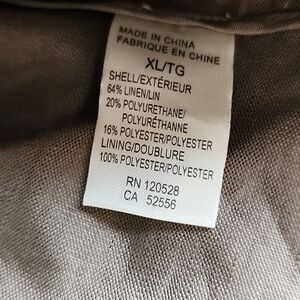 MADE IN CHINA
FABRIQUE EN CHINE
XL/TG
SHELL/EXTÉRIEUR
64% LINEN/LIN
20% POLYURETHANE/
POLYURÉTHANNE
16% POLYESTER/POLYESTER
LINING/DOUBLURE
100% POLYESTER/POLYESTER
RN 120528
CA 52556